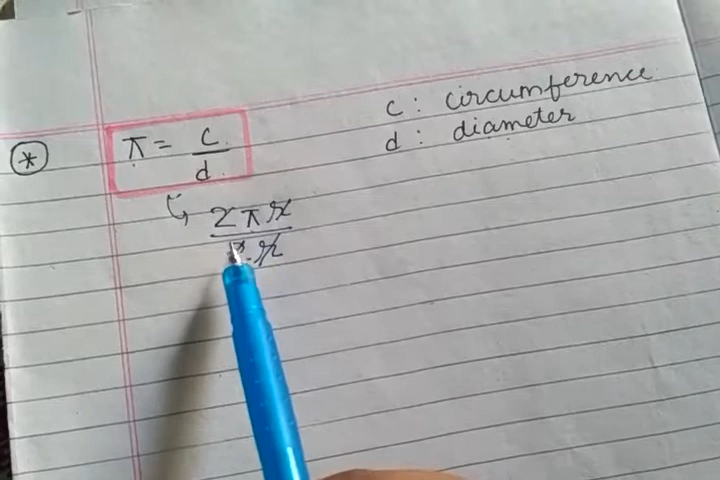 * π = c/d c : circumference
d : diameter
↳ 2πr/2r